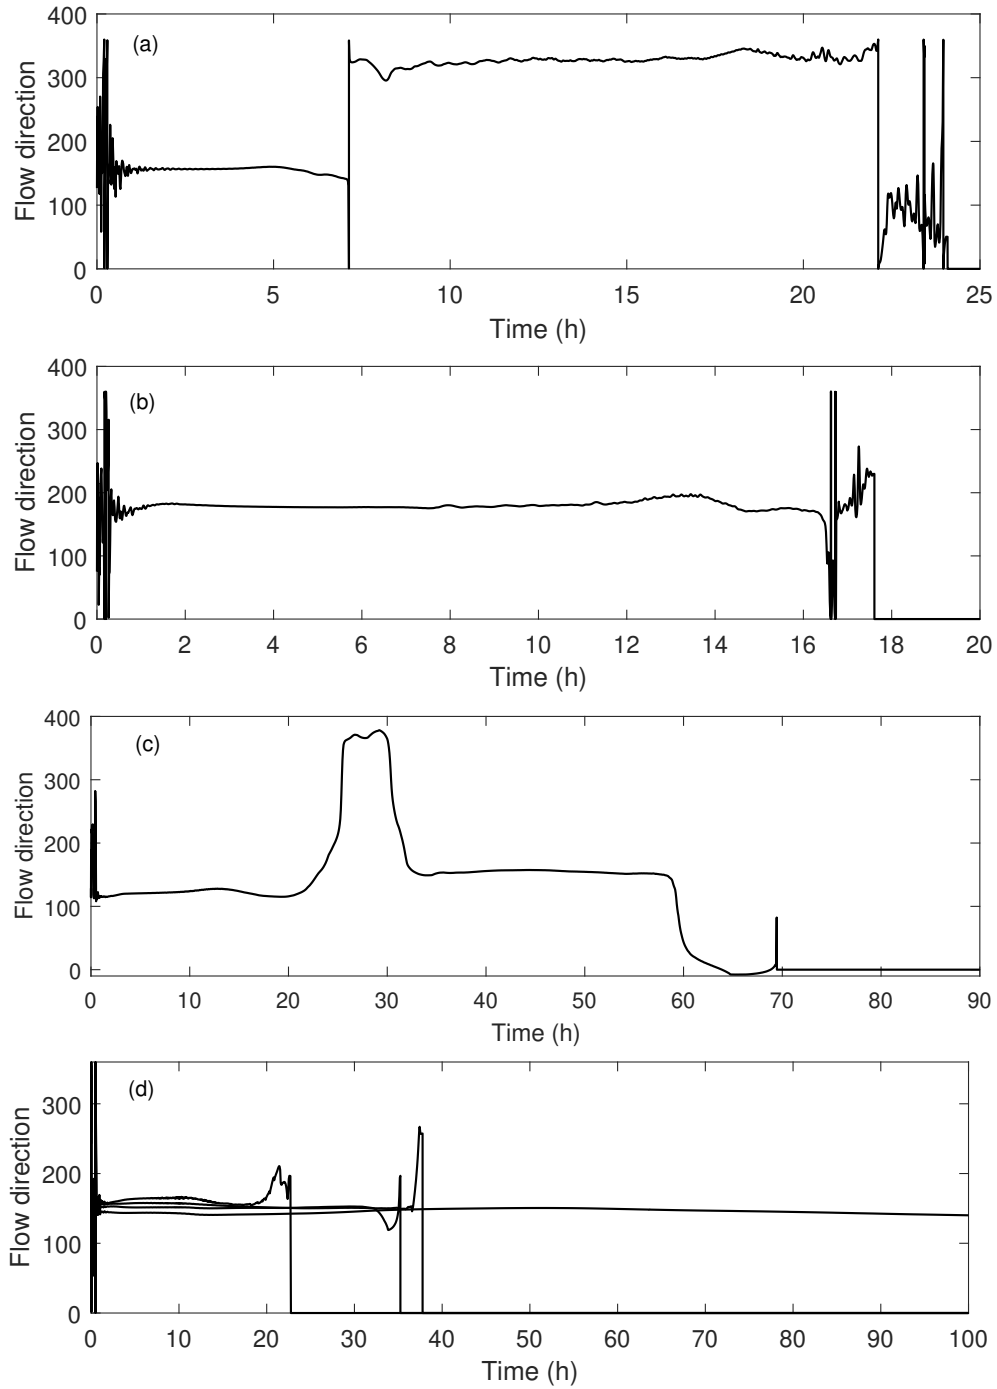 400
(a)
300
200
100
0
Flow direction
0 5 10 15 20 25
Time (h)
400
(b)
300
200
100
0
Flow direction
0 2 4 6 8 10 12 14 16 18 20
Time (h)
400
(c)
300
200
100
0
Flow direction
0 10 20 30 40 50 60 70 80 90
Time (h)
(d)
300
200
100
0
Flow direction
0 10 20 30 40 50 60 70 80 90 100
Time (h)